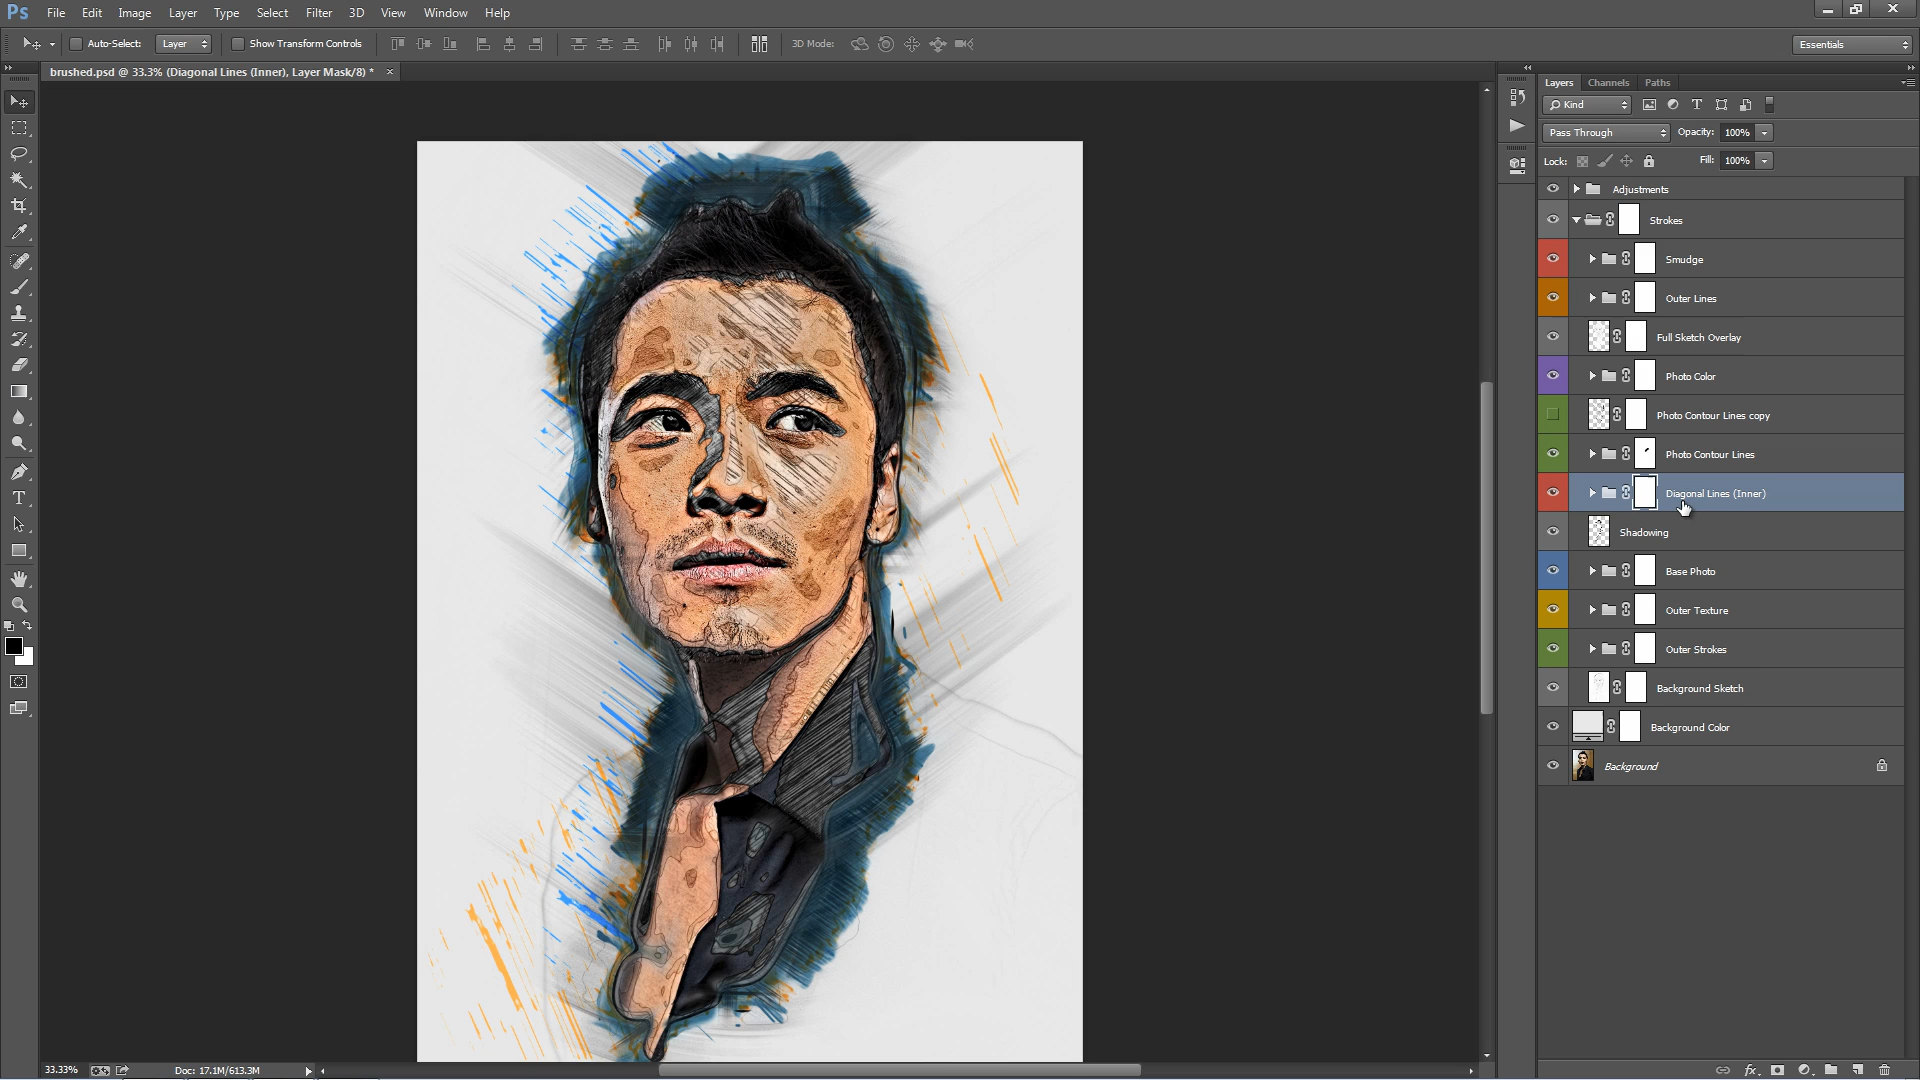 Ps File Edit Image Layer Type Select Filter 3D View Window Help
Auto-Select: Layer Show Transform Controls 3D Mode: Essentials
brushed.psd @ 33.3% (Diagonal Lines (Inner), Layer Mask/8) *
Layers Channels Paths
Kind
Pass Through Opacity: 100%
Lock: Fill: 100%
Adjustments
Strokes
Smudge
Outer Lines
Full Sketch Overlay
Photo Color
Photo Contour Lines copy
Photo Contour Lines
Diagonal Lines (Inner)
Shadowing
Base Photo
Outer Texture
Outer Strokes
Background Sketch
Background Color
Background
33.33% Doc: 17.1M/613.3M